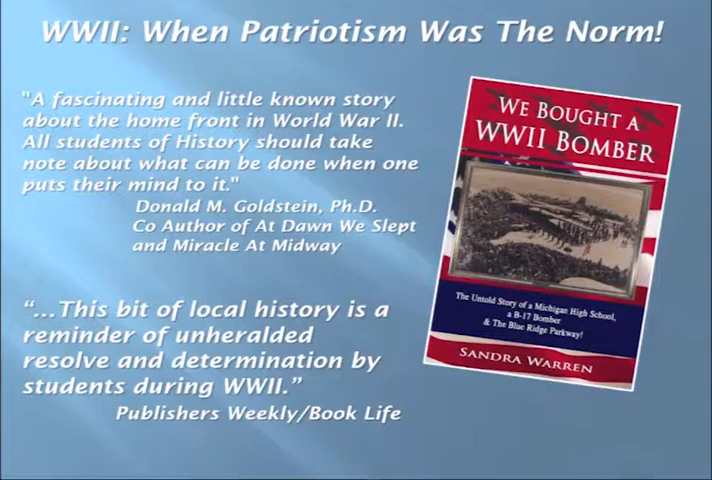 WWII: When Patriotism Was The Norm!
"A fascinating and little known story
about the home front in World War II.
All students of History should take
note about what can be done when one
puts their mind to it."
Donald M. Goldstein, Ph.D.
Co Author of At Dawn We Slept
and Miracle At Midway
“...This bit of local history is a
reminder of unheralded
resolve and determination by
students during WWII.”
Publishers Weekly/Book Life
WE BOUGHT A
WWII BOMBER
The Untold Story of a Michigan High School,
a B-17 Bomber
& The Blue Ridge Parkway!
SANDRA WARREN